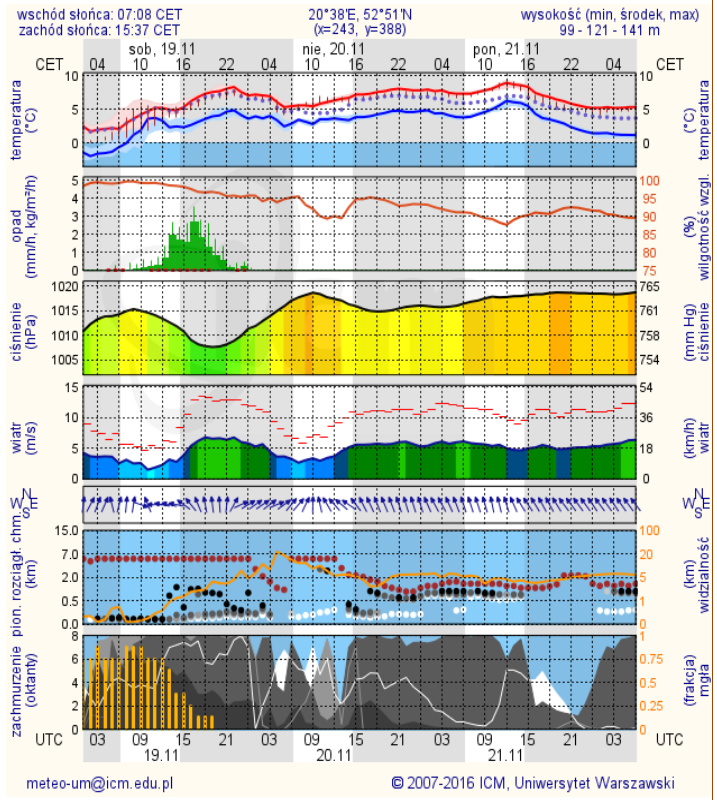 wschód słońca: 07:08 CET 20°38'E, 52°51'N wysokość (min, środek, max)
zachód słońca: 15:37 CET (x=243, y=388) 99 - 121 - 141 m
sob, 19.11 nie, 20.11 pon, 21.11
CET 04 10 16 22 04 10 16 22 04 10 16 22 04 CET
temperatura (°C) 10 5 0 10 5 0 (°C) temperatura
opad (mm/h, kg/m²/h) 5 4 3 2 1 0 100 95 90 85 80 75 (%) wilgotność wzgl.
ciśnienie (hPa) 1020 1015 1010 1005 765 761 758 754 (mm Hg) ciśnienie
wiatr (m/s) 15 10 5 0 54 36 18 0 (km/h) wiatr
N W E S N W E S
pion. rozciągł. chm. (km) 15.0 7.0 2.0 0.5 0.0 100 20 5 1 0 (km) widzialność
zachmurzenie (oktanty) 8 6 4 2 0 1 0.75 0.5 0.25 0 (frakcja) mgła
UTC 03 09 15 21 03 09 15 21 03 09 15 21 03 UTC
19.11 20.11 21.11
meteo-um@icm.edu.pl © 2007-2016 ICM, Uniwersytet Warszawski